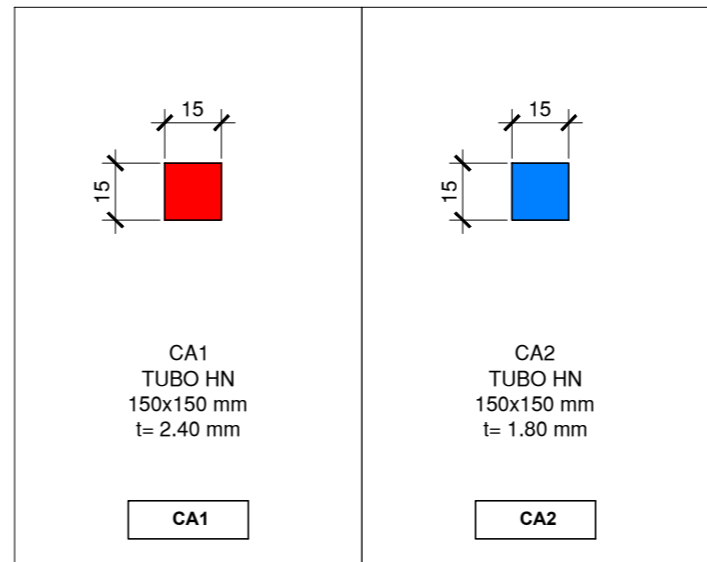 15
15
CA1
TUBO HN
150x150 mm
t= 2.40 mm
CA1
15
15
CA2
TUBO HN
150x150 mm
t= 1.80 mm
CA2